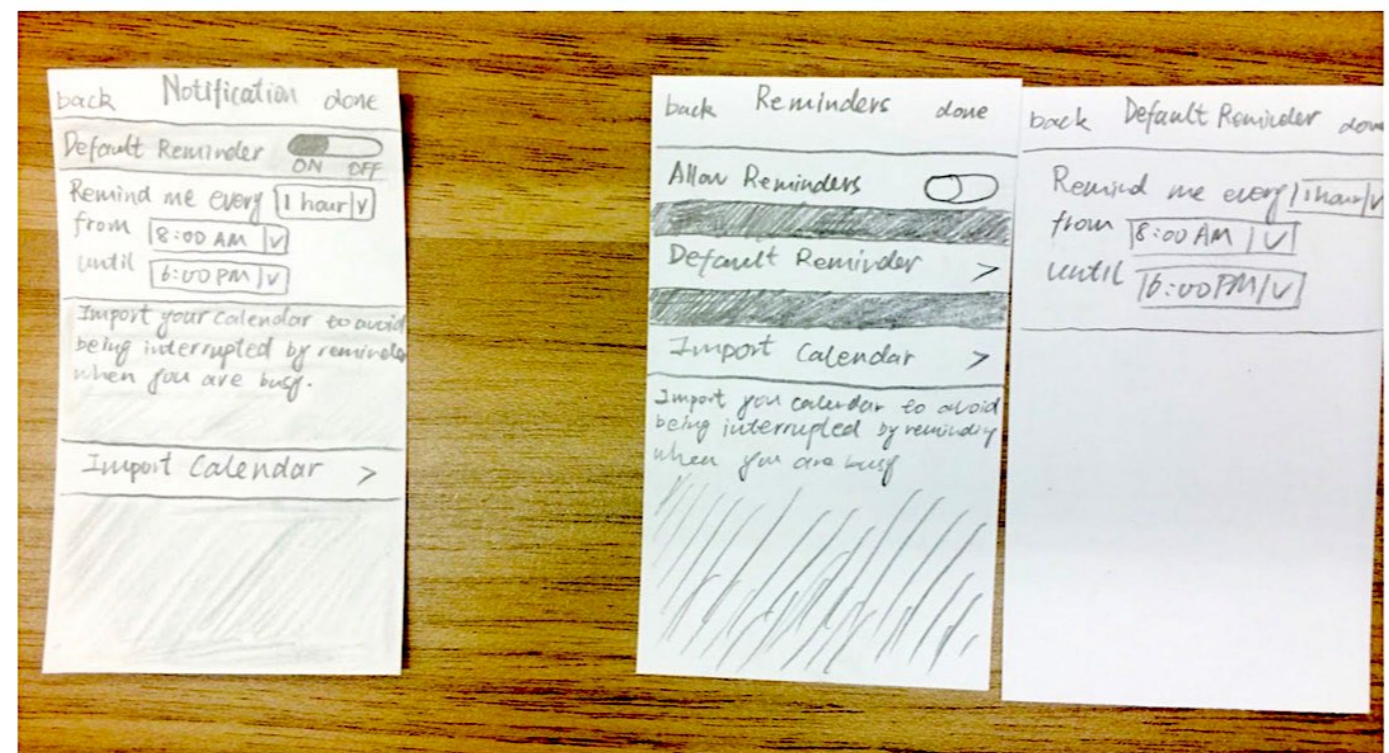 back Notification done
Default Reminder
ON OFF
Remind me every 1 hour v
from 8:00 AM v
until 6:00 PM v
Import your calendar to avoid
being interrupted by reminder
when you are busy.
Import Calendar >
back Reminders done
Allow Reminders
Default Reminder >
Import Calendar >
Import you calendar to avoid
being interrupted by
when you are busy
back Default Reminder
Remind me every 1 hour v
from 8:00 AM v
until 6:00 PM v